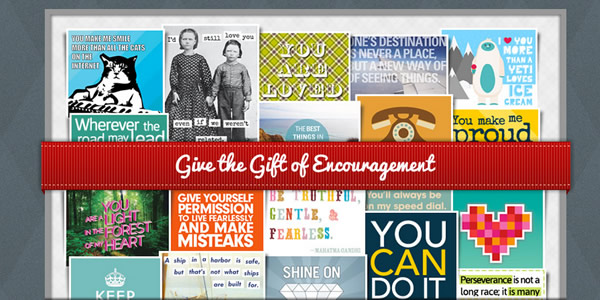 YOU MAKE ME SMILE
MORE THAN ALL THE CATS
ON THE
INTERNET
I'd still love you
even if we weren't
related.
YOU
ARE
LOVED
ONE'S DESTINATION
IS NEVER A PLACE
BUT A NEW WAY OF
OF SEEING THINGS.
I ♥ YOU
MORE
THAN A
YETI
LOVES
ICE
CREAM
Wherever the
road may lead
THE
BEST
THINGS IN
You make me
proud
Give the Gift of Encouragement
YOU
ARE A LIGHT
IN THE FOREST
OF MY HEART
GIVE YOURSELF
PERMISSION
TO LIVE FEARLESSLY
AND MAKE
MISTEAKS
BE TRUTHFUL,
GENTLE, &
FEARLESS.
—MAHATMA GANDHI
You'll always be
on my speed dial.
KEEP
A ship in a harbor is safe,
but that's not what ships
are built for.
SHINE ON
YOU
CAN
DO IT
Perseverance is not a
long race; it is many